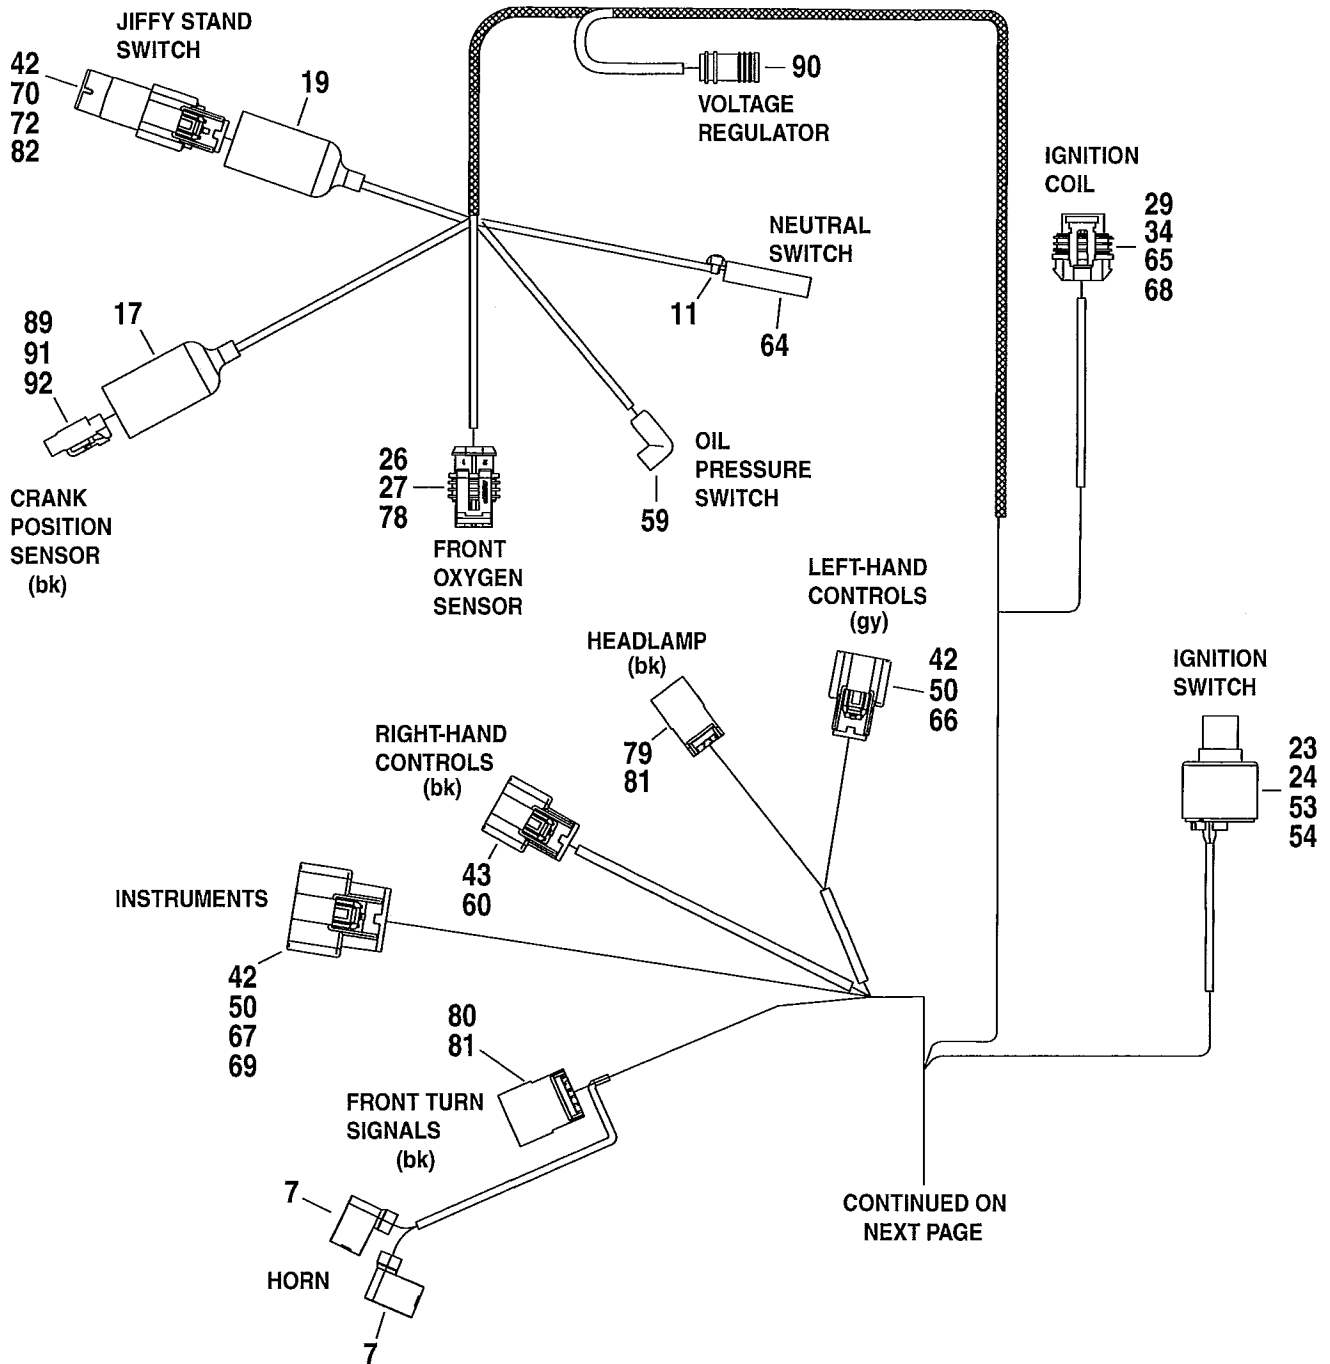 JIFFY STAND
SWITCH
42
70
72
82
19
90
VOLTAGE
REGULATOR
IGNITION
COIL
29
34
65
68
NEUTRAL
SWITCH
11
64
89
91
92
17
CRANK
POSITION
SENSOR
(bk)
26
27
78
FRONT
OXYGEN
SENSOR
OIL
PRESSURE
SWITCH
59
LEFT-HAND
CONTROLS
(gy)
42
50
66
HEADLAMP
(bk)
79
81
IGNITION
SWITCH
23
24
53
54
RIGHT-HAND
CONTROLS
(bk)
43
60
INSTRUMENTS
42
50
67
69
80
81
FRONT TURN
SIGNALS
(bk)
7
HORN
7
CONTINUED ON
NEXT PAGE